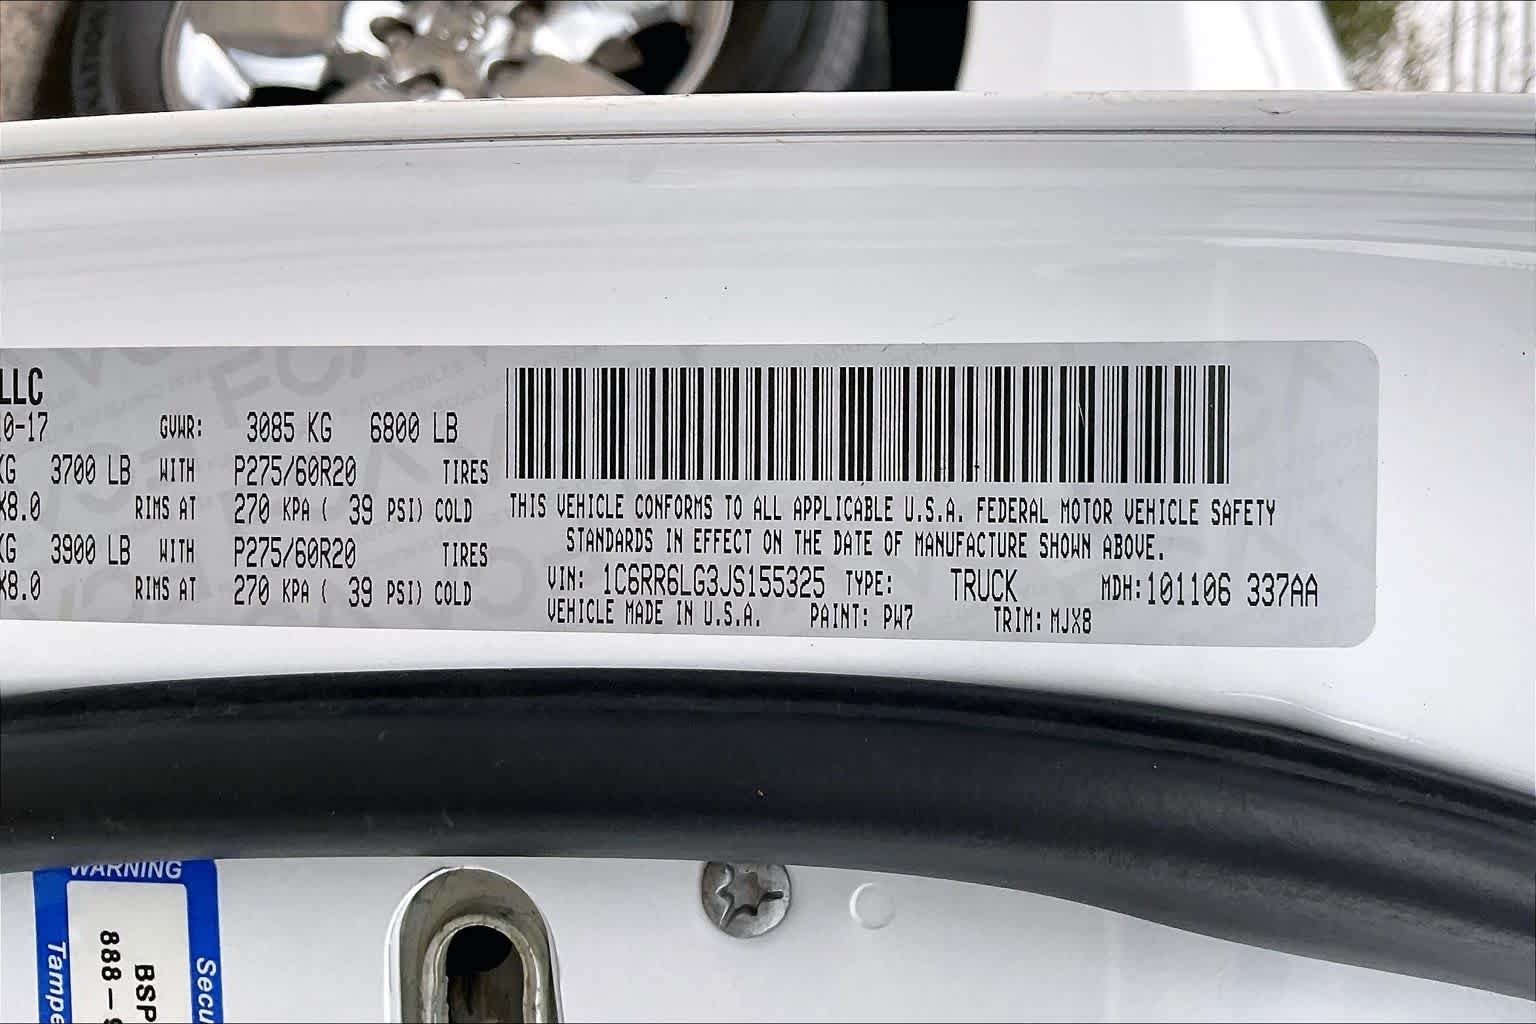 LLC
10-17 GVWR: 3085 KG 6800 LB
KG 3700 LB WITH P275/60R20 TIRES
X8.0 RIMS AT 270 KPA ( 39 PSI) COLD
KG 3900 LB WITH P275/60R20 TIRES
X8.0 RIMS AT 270 KPA ( 39 PSI) COLD
THIS VEHICLE CONFORMS TO ALL APPLICABLE U.S.A. FEDERAL MOTOR VEHICLE SAFETY
STANDARDS IN EFFECT ON THE DATE OF MANUFACTURE SHOWN ABOVE.
VIN: 1C6RR6LG3JS155325 TYPE: TRUCK MDH: 101106 337AA
VEHICLE MADE IN U.S.A. PAINT: PW7 TRIM: MJX8
WARNING
Secu
BSP
888-9
Tampe